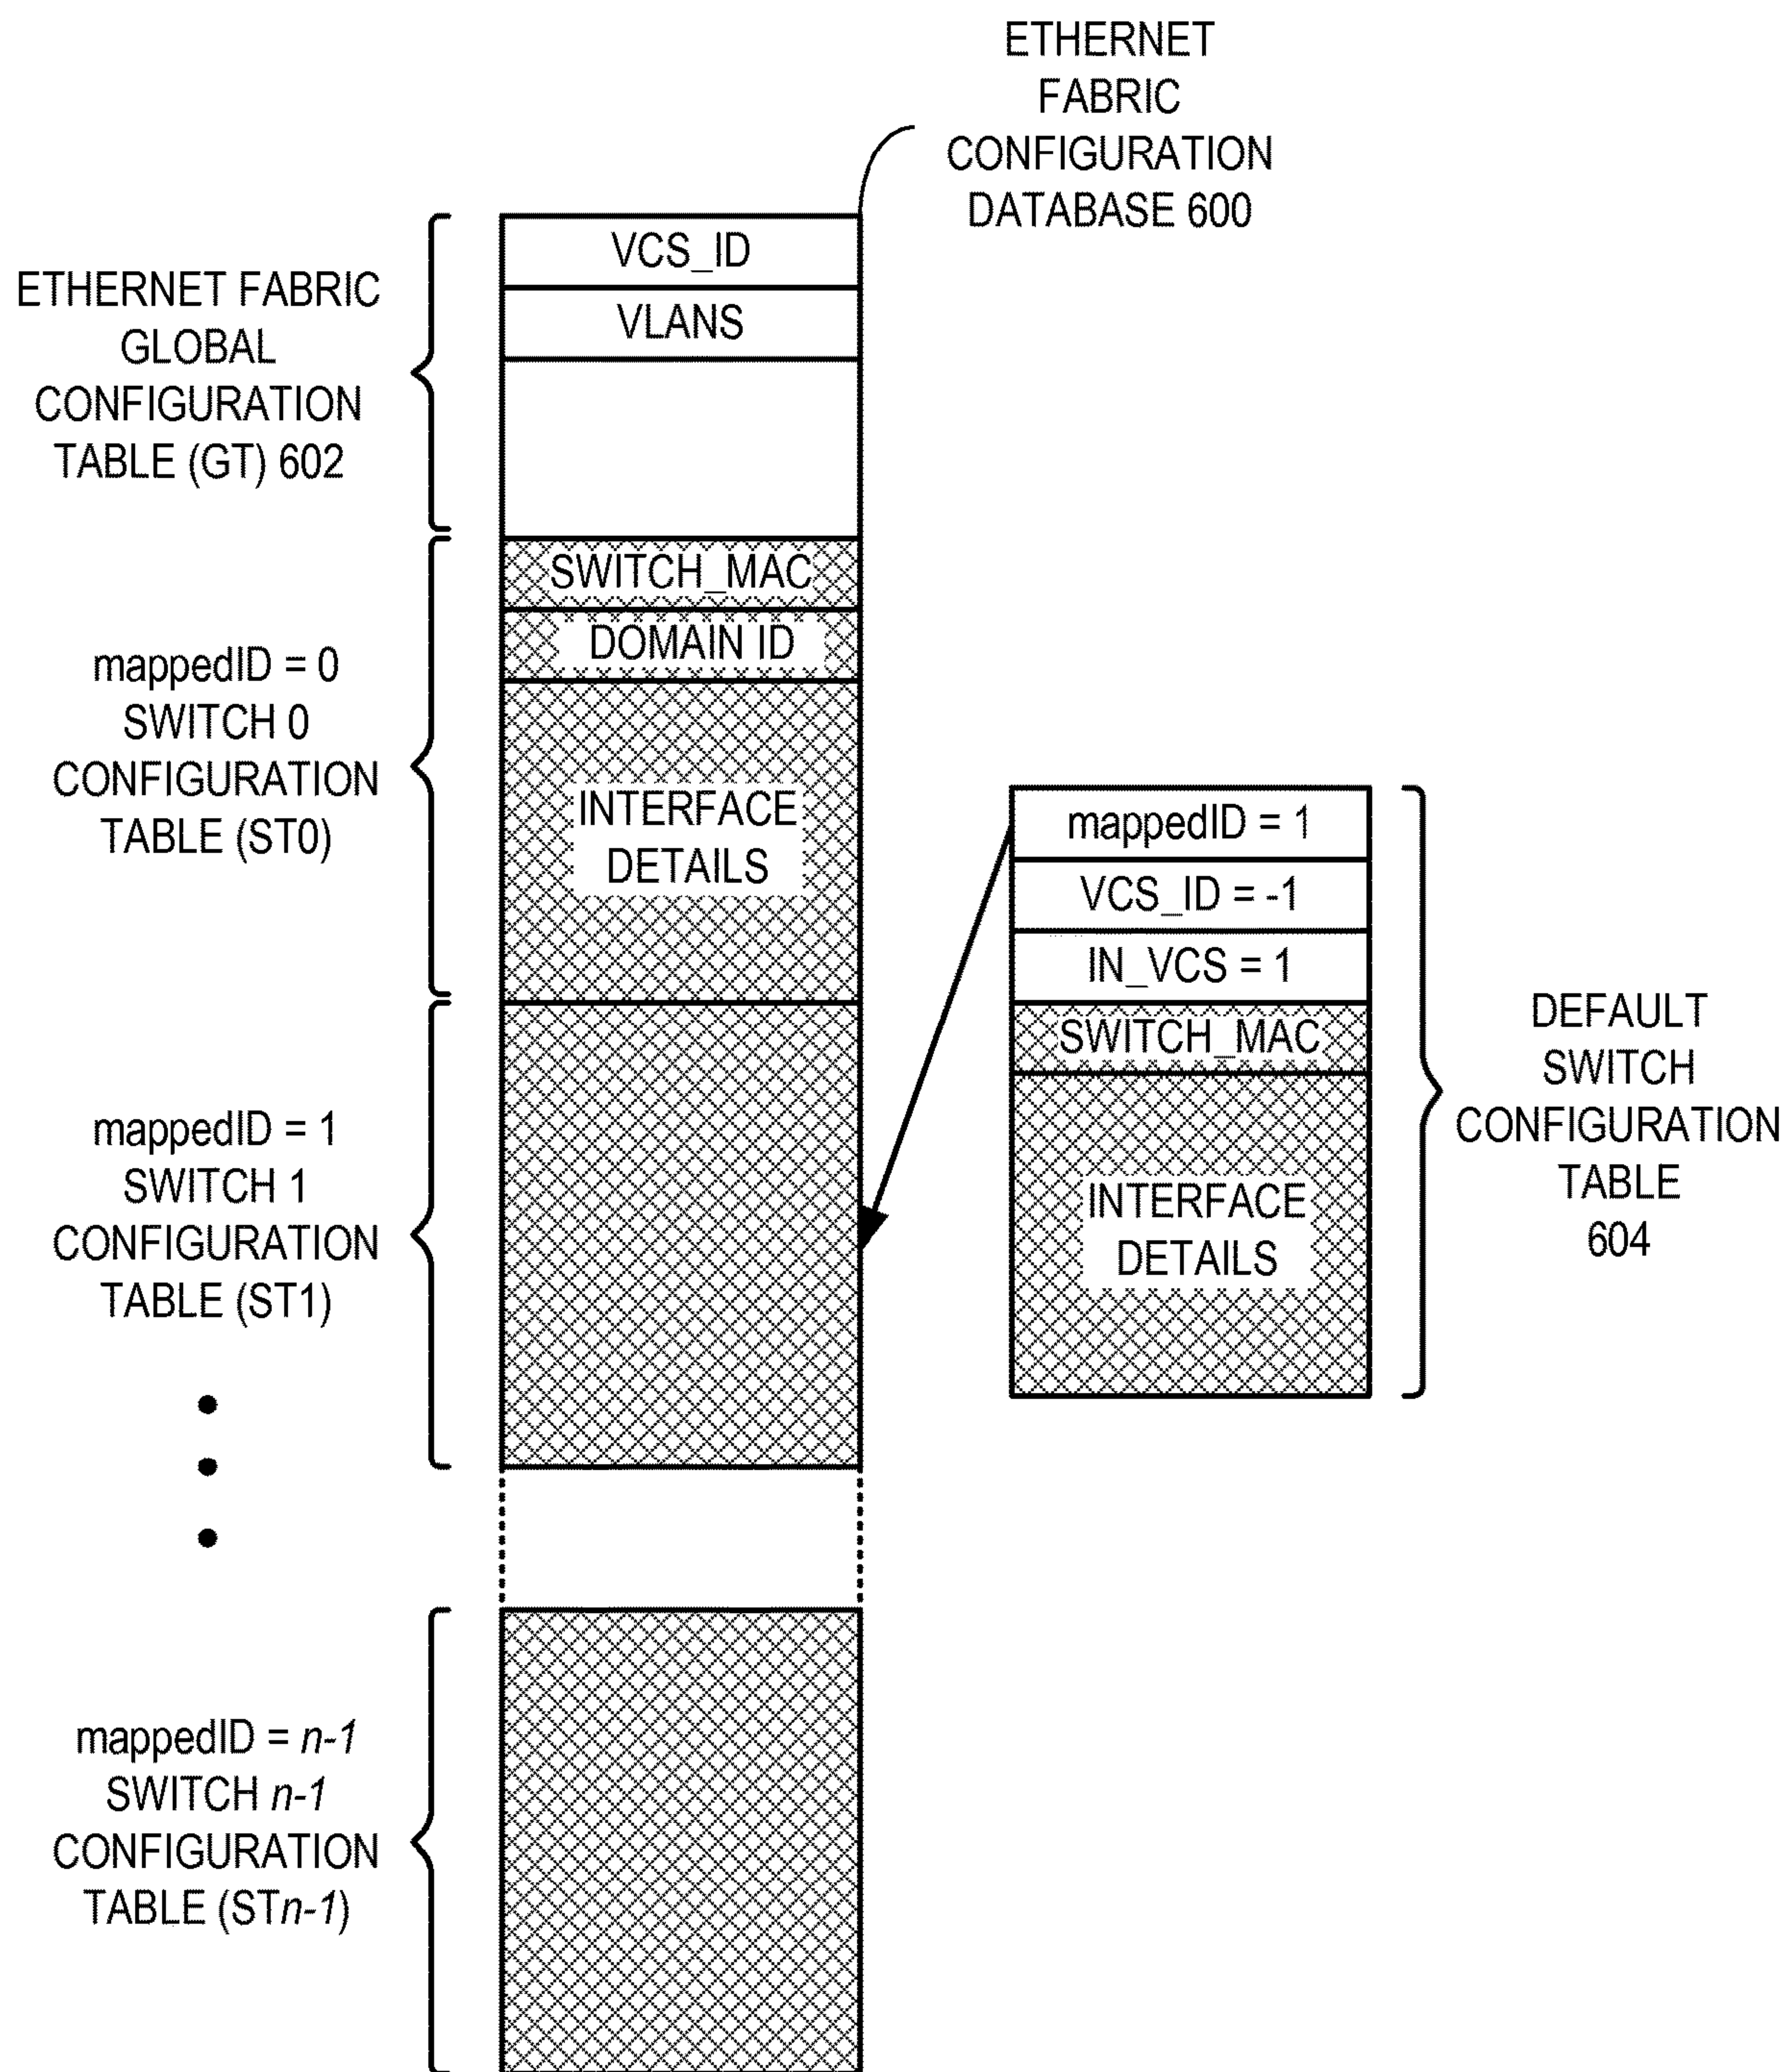 ETHERNET
FABRIC
CONFIGURATION
DATABASE 600
ETHERNET FABRIC
GLOBAL
CONFIGURATION
TABLE (GT) 602
VCS_ID
VLANS
mappedID = 0
SWITCH 0
CONFIGURATION
TABLE (ST0)
SWITCH_MAC
DOMAIN ID
INTERFACE
DETAILS
mappedID = 1
SWITCH 1
CONFIGURATION
TABLE (ST1)
mappedID = 1
VCS_ID = -1
IN_VCS = 1
SWITCH_MAC
INTERFACE
DETAILS
DEFAULT
SWITCH
CONFIGURATION
TABLE
604
mappedID = n-1
SWITCH n-1
CONFIGURATION
TABLE (STn-1)